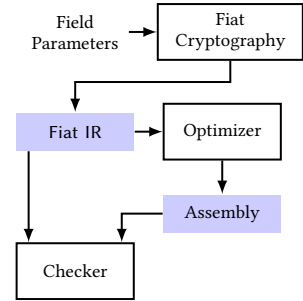 Field
Parameters
Fiat
Cryptography
Fiat IR
Optimizer
Assembly
Checker